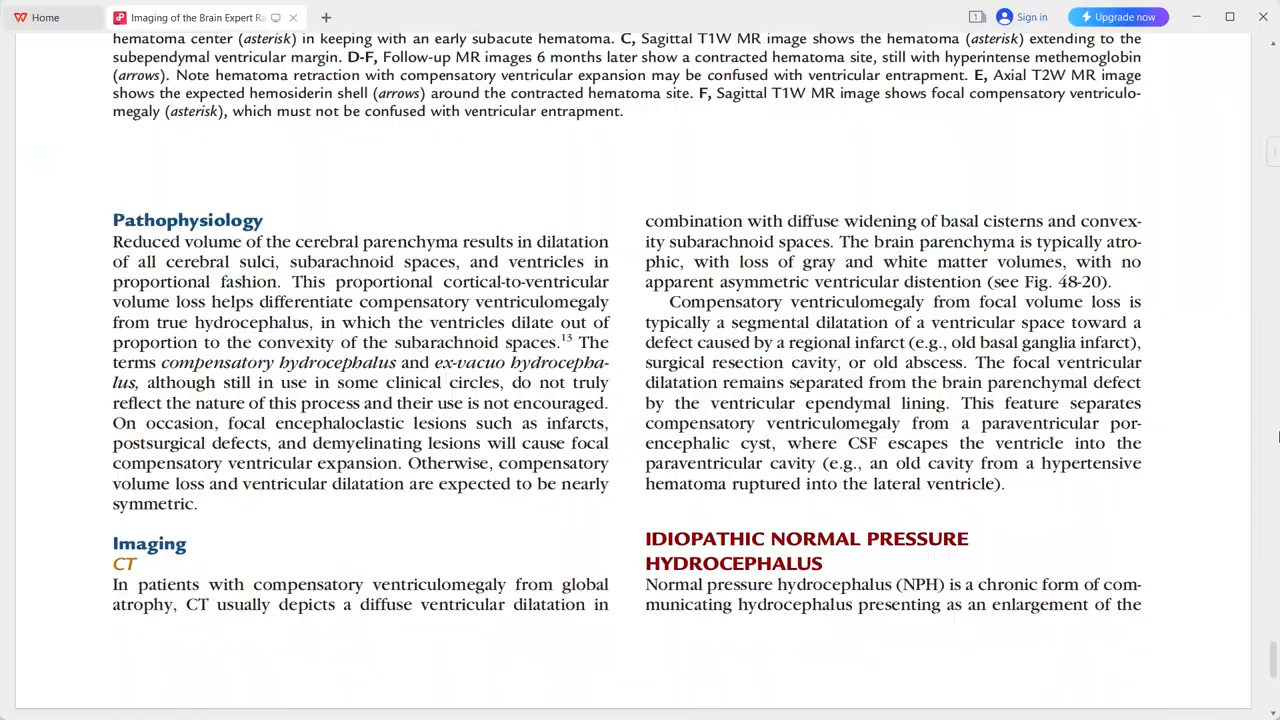 Home
Imaging of the Brain Expert Ra
1
Sign in
Upgrade now
hematoma center (asterisk) in keeping with an early subacute hematoma. C, Sagittal T1W MR image shows the hematoma (asterisk) extending to the
subependymal ventricular margin. D-F, Follow-up MR images 6 months later show a contracted hematoma site, still with hyperintense methemoglobin
(arrows). Note hematoma retraction with compensatory ventricular expansion may be confused with ventricular entrapment. E, Axial T2W MR image
shows the expected hemosiderin shell (arrows) around the contracted hematoma site. F, Sagittal T1W MR image shows focal compensatory ventriculo-
megaly (asterisk), which must not be confused with ventricular entrapment.
Pathophysiology
Reduced volume of the cerebral parenchyma results in dilatation
of all cerebral sulci, subarachnoid spaces, and ventricles in
proportional fashion. This proportional cortical-to-ventricular
volume loss helps differentiate compensatory ventriculomegaly
from true hydrocephalus, in which the ventricles dilate out of
proportion to the convexity of the subarachnoid spaces.13 The
terms compensatory hydrocephalus and ex-vacuo hydrocepha-
lus, although still in use in some clinical circles, do not truly
reflect the nature of this process and their use is not encouraged.
On occasion, focal encephaloclastic lesions such as infarcts,
postsurgical defects, and demyelinating lesions will cause focal
compensatory ventricular expansion. Otherwise, compensatory
volume loss and ventricular dilatation are expected to be nearly
symmetric.
Imaging
CT
In patients with compensatory ventriculomegaly from global
atrophy, CT usually depicts a diffuse ventricular dilatation in
combination with diffuse widening of basal cisterns and convex-
ity subarachnoid spaces. The brain parenchyma is typically atro-
phic, with loss of gray and white matter volumes, with no
apparent asymmetric ventricular distention (see Fig. 48-20).
Compensatory ventriculomegaly from focal volume loss is
typically a segmental dilatation of a ventricular space toward a
defect caused by a regional infarct (e.g., old basal ganglia infarct),
surgical resection cavity, or old abscess. The focal ventricular
dilatation remains separated from the brain parenchymal defect
by the ventricular ependymal lining. This feature separates
compensatory ventriculomegaly from a paraventricular por-
encephalic cyst, where CSF escapes the ventricle into the
paraventricular cavity (e.g., an old cavity from a hypertensive
hematoma ruptured into the lateral ventricle).
IDIOPATHIC NORMAL PRESSURE
HYDROCEPHALUS
Normal pressure hydrocephalus (NPH) is a chronic form of com-
municating hydrocephalus presenting as an enlargement of the